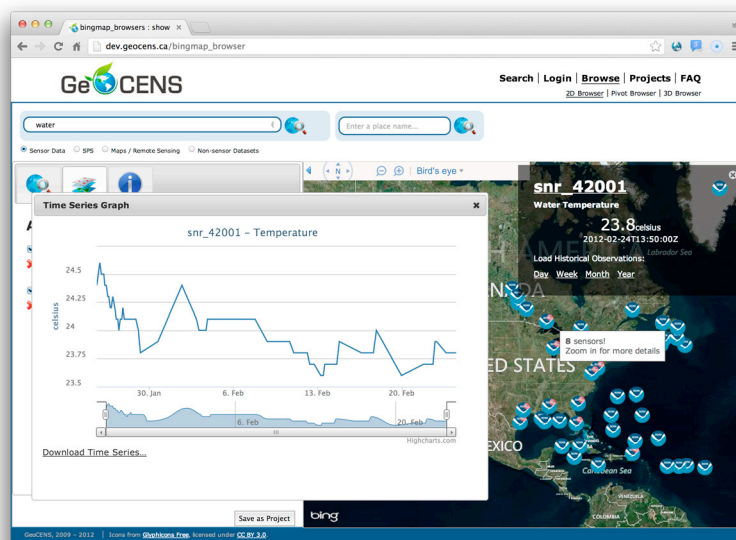 bingmap_browsers : show ×
dev.geocens.ca/bingmap_browser
GeoCENS
Search | Login | Browse | Projects | FAQ
2D Browser | Pivot Browser | 3D Browser
water
Enter a place name...
Sensor Data
SPS
Maps / Remote Sensing
Non-sensor Datasets
N
Bird's eye
snr_42001
Water Temperature
23.8celsius
2012-02-24T13:50:00Z
Load Historical Observations:
Day Week Month Year
Labrador Sea
Time Series Graph
snr_42001 – Temperature
celsius
24.5
24.25
24
23.75
23.5
30. Jan
6. Feb
13. Feb
20. Feb
6. Feb
20. Feb
Highcharts.com
Download Time Series...
8 sensors!
Zoom in for more details
ED STATES
EXICO
Caribbean Sea
VENEZUELA
COLOMBIA
bing
Save as Project
GeoCENS, 2009 – 2012 | Icons from Glyphicons Free, licensed under CC BY 3.0.